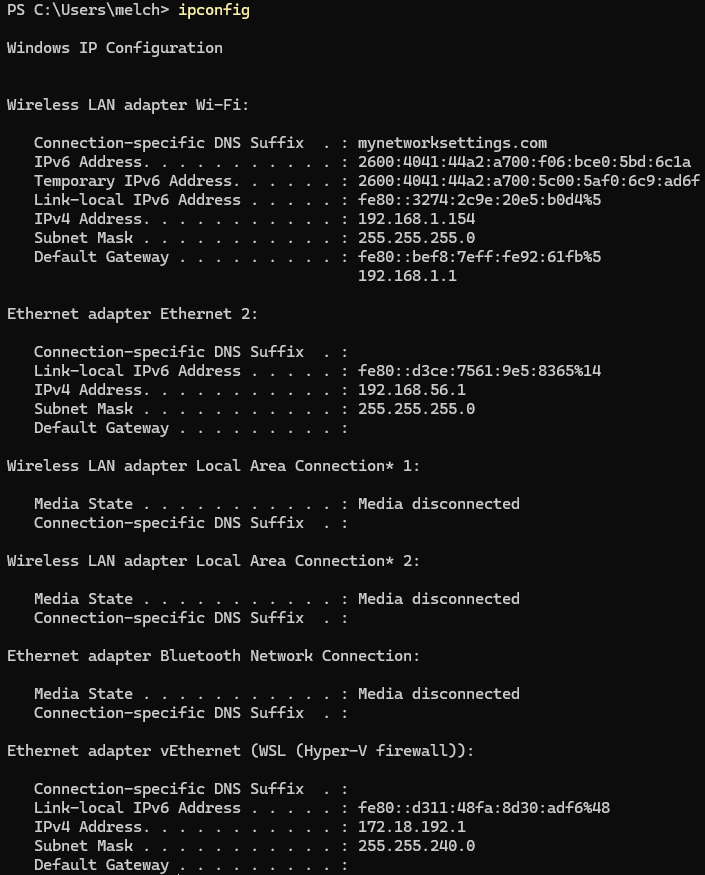 PS C:\Users\melch> ipconfig
Windows IP Configuration
Wireless LAN adapter Wi-Fi:
Connection-specific DNS Suffix  . : mynetworksettings.com
IPv6 Address. . . . . . . . . . . : 2600:4041:44a2:a700:f06:bce0:5bd:6c1a
Temporary IPv6 Address. . . . . . : 2600:4041:44a2:a700:5c00:5af0:6c9:ad6f
Link-local IPv6 Address . . . . . : fe80::3274:2c9e:20e5:b0d4%5
IPv4 Address. . . . . . . . . . . : 192.168.1.154
Subnet Mask . . . . . . . . . . . : 255.255.255.0
Default Gateway . . . . . . . . . : fe80::bef8:7eff:fe92:61fb%5
192.168.1.1
Ethernet adapter Ethernet 2:
Connection-specific DNS Suffix  . :
Link-local IPv6 Address . . . . . : fe80::d3ce:7561:9e5:8365%14
IPv4 Address. . . . . . . . . . . : 192.168.56.1
Subnet Mask . . . . . . . . . . . : 255.255.255.0
Default Gateway . . . . . . . . . :
Wireless LAN adapter Local Area Connection* 1:
Media State . . . . . . . . . . . : Media disconnected
Connection-specific DNS Suffix  . :
Wireless LAN adapter Local Area Connection* 2:
Media State . . . . . . . . . . . : Media disconnected
Connection-specific DNS Suffix  . :
Ethernet adapter Bluetooth Network Connection:
Media State . . . . . . . . . . . : Media disconnected
Connection-specific DNS Suffix  . :
Ethernet adapter vEthernet (WSL (Hyper-V firewall)):
Connection-specific DNS Suffix  . :
Link-local IPv6 Address . . . . . : fe80::d311:48fa:8d30:adf6%48
IPv4 Address. . . . . . . . . . . : 172.18.192.1
Subnet Mask . . . . . . . . . . . : 255.255.240.0
Default Gateway . . . . . . . . . :